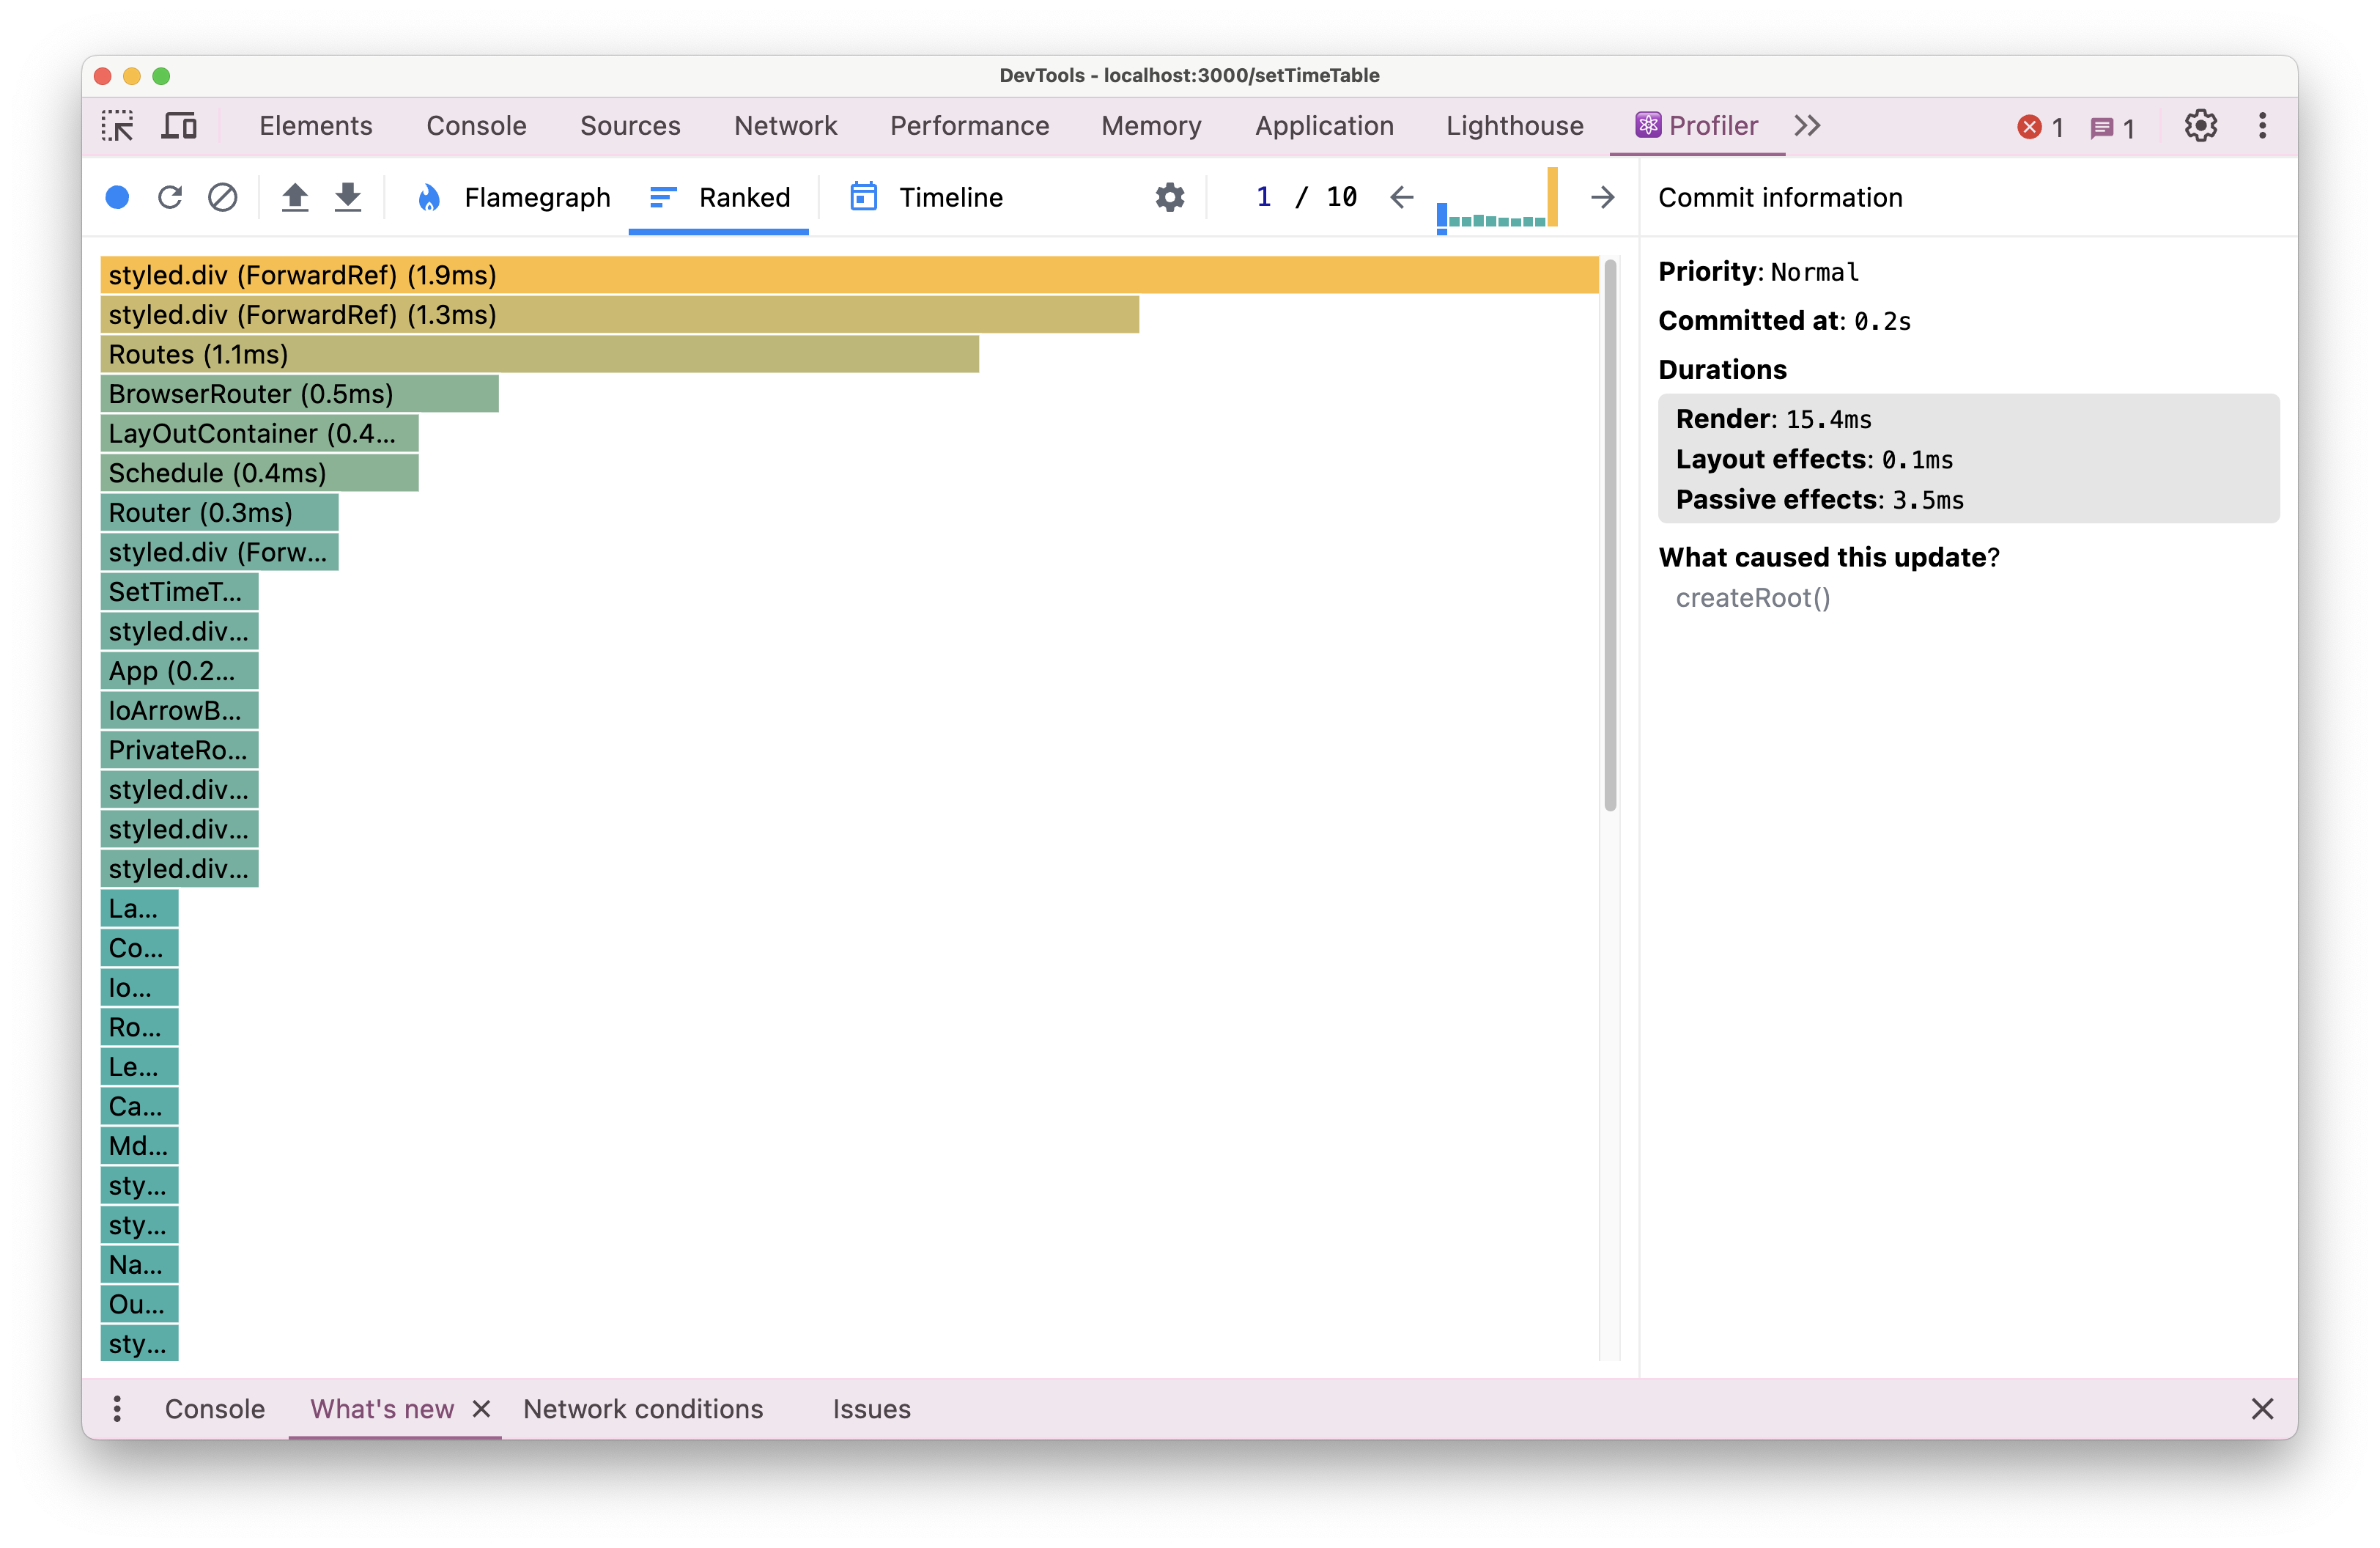 DevTools - localhost:3000/setTimeTable
Elements Console Sources Network Performance Memory Application Lighthouse Profiler 1 1
Flamegraph Ranked Timeline 1 / 10 Commit information
styled.div (ForwardRef) (1.9ms)
styled.div (ForwardRef) (1.3ms)
Routes (1.1ms)
BrowserRouter (0.5ms)
LayOutContainer (0.4...
Schedule (0.4ms)
Router (0.3ms)
styled.div (Forw...
SetTimeT...
styled.div...
App (0.2...
IoArrowB...
PrivateRo...
styled.div...
styled.div...
styled.div...
La...
Co...
Io...
Ro...
Le...
Ca...
Md...
sty...
sty...
Na...
Ou...
sty...
Priority: Normal
Committed at: 0.2s
Durations
Render: 15.4ms
Layout effects: 0.1ms
Passive effects: 3.5ms
What caused this update?
createRoot()
Console What's new Network conditions Issues